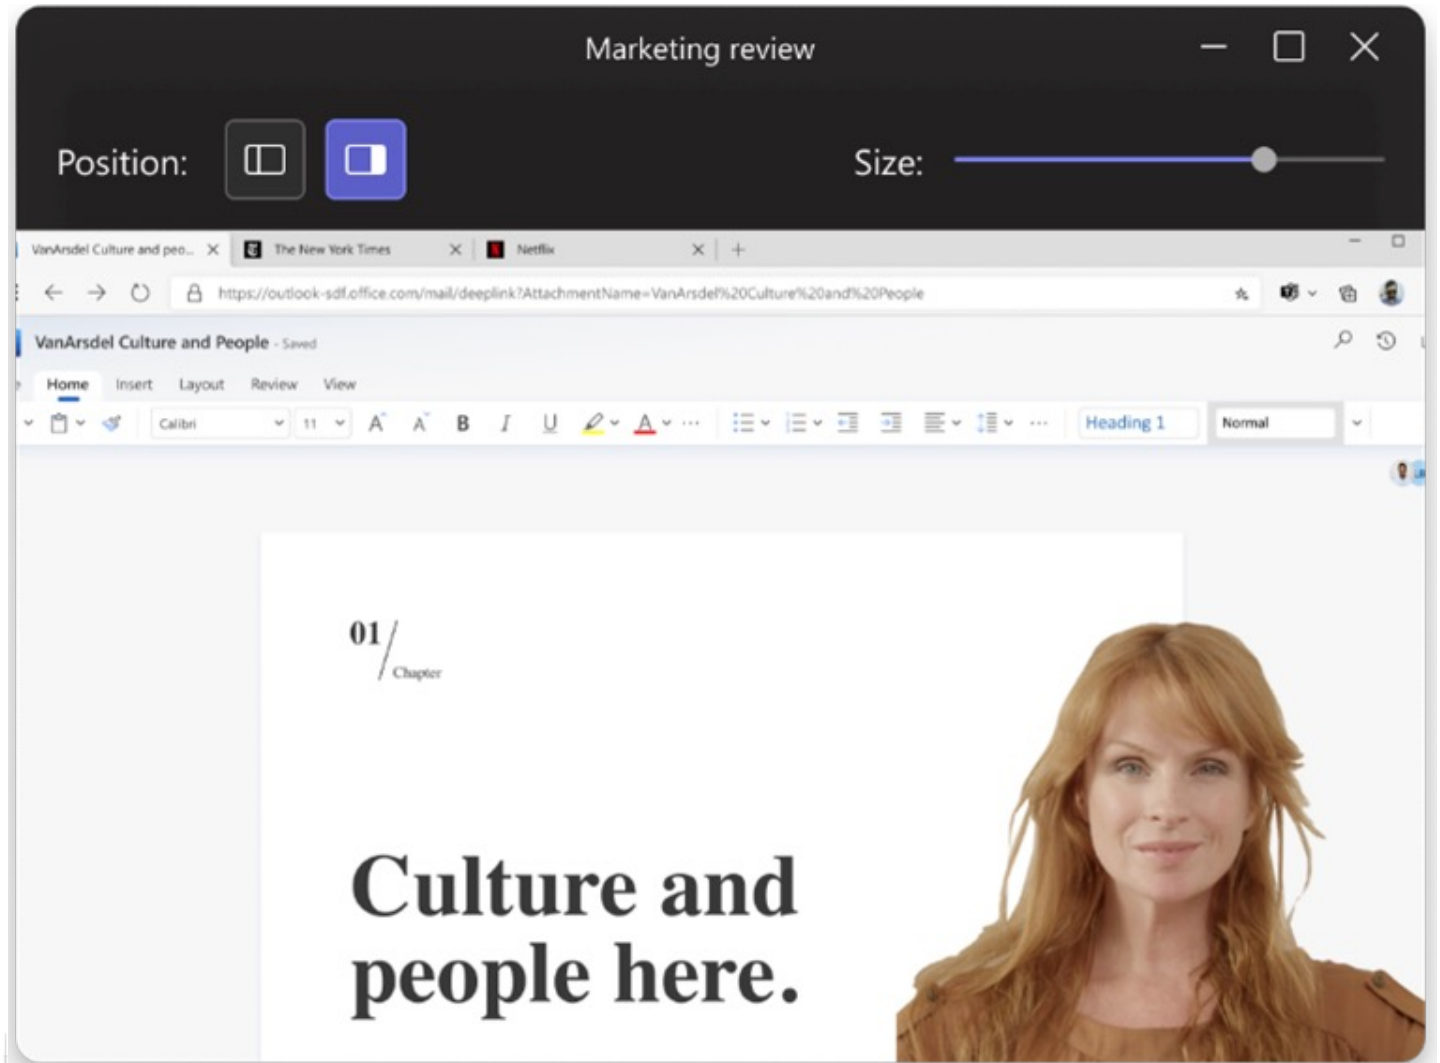 Marketing review
Position:
Size:
VanArsdel Culture and peo...
The New York Times
Netflix
https://outlook-sdf.office.com/mail/deeplink?AttachmentName=VanArsdel%20Culture%20and%20People
VanArsdel Culture and People - Saved
Home Insert Layout Review View
Calibri 11 A A B I U A ... ... Heading 1 Normal
01/
Chapter
Culture and
people here.